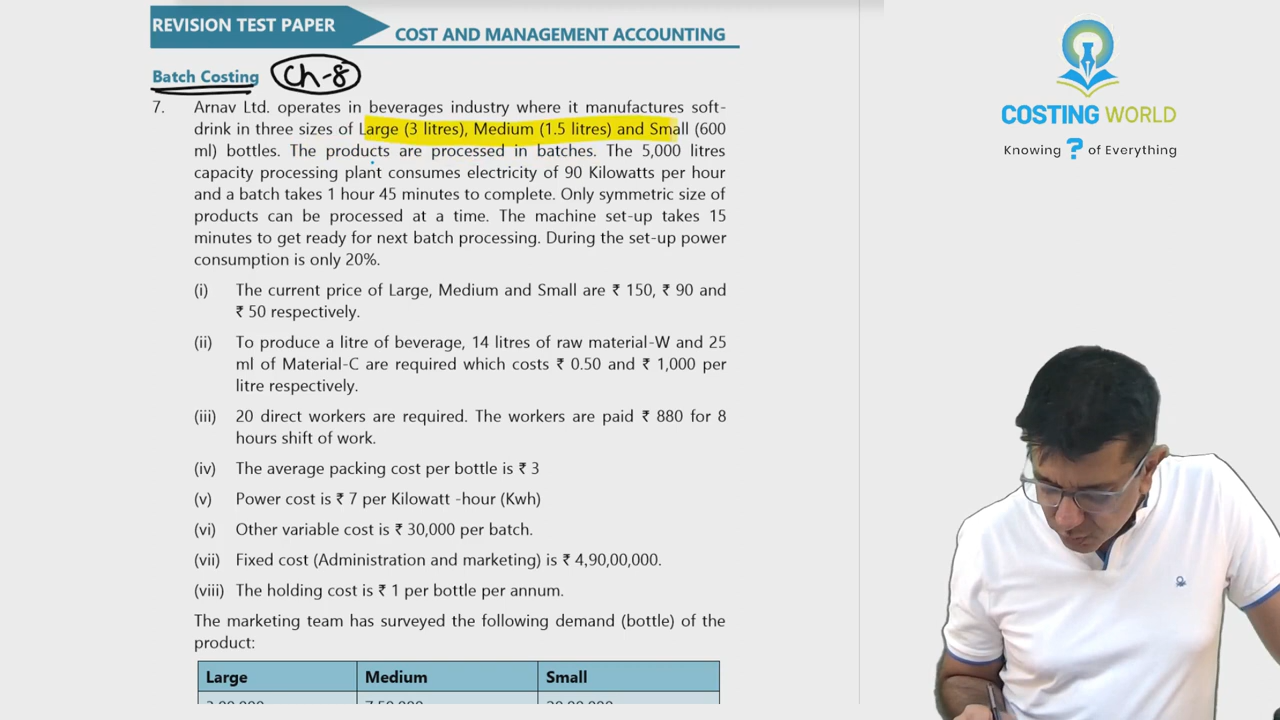 REVISION TEST PAPER
COST AND MANAGEMENT ACCOUNTING
Batch Costing Ch-8
7. Arnav Ltd. operates in beverages industry where it manufactures soft-
drink in three sizes of Large (3 litres), Medium (1.5 litres) and Small (600
ml) bottles. The products are processed in batches. The 5,000 litres
capacity processing plant consumes electricity of 90 Kilowatts per hour
and a batch takes 1 hour 45 minutes to complete. Only symmetric size of
products can be processed at a time. The machine set-up takes 15
minutes to get ready for next batch processing. During the set-up power
consumption is only 20%.
(i) The current price of Large, Medium and Small are ₹ 150, ₹ 90 and
₹ 50 respectively.
(ii) To produce a litre of beverage, 14 litres of raw material-W and 25
ml of Material-C are required which costs ₹ 0.50 and ₹ 1,000 per
litre respectively.
(iii) 20 direct workers are required. The workers are paid ₹ 880 for 8
hours shift of work.
(iv) The average packing cost per bottle is ₹ 3
(v) Power cost is ₹ 7 per Kilowatt -hour (Kwh)
(vi) Other variable cost is ₹ 30,000 per batch.
(vii) Fixed cost (Administration and marketing) is ₹ 4,90,00,000.
(viii) The holding cost is ₹ 1 per bottle per annum.
The marketing team has surveyed the following demand (bottle) of the
product:
Large Medium Small
COSTING WORLD
Knowing ? of Everything